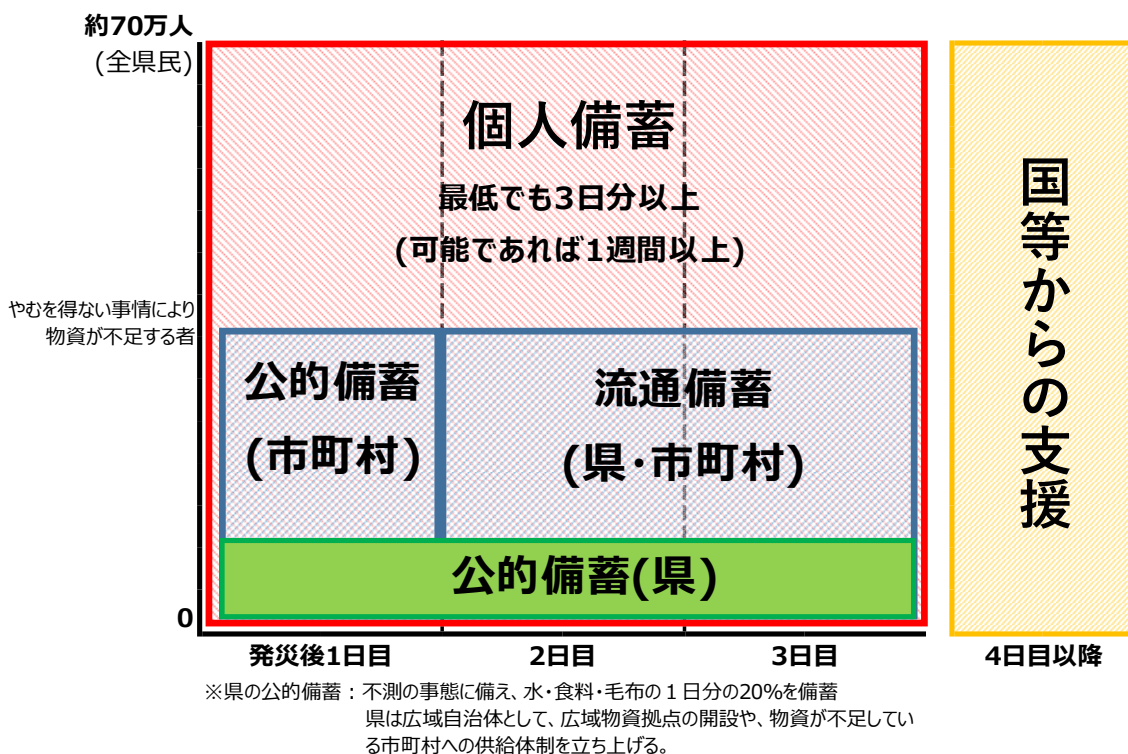 約70万人
(全県民)
個人備蓄
最低でも3日分以上
(可能であれば1週間以上)
やむを得ない事情により
物資が不足する者
公的備蓄
(市町村)
流通備蓄
(県・市町村)
公的備蓄(県)
国等からの支援
0
発災後1日目
2日目
3日目
4日目以降
※県の公的備蓄：不測の事態に備え、水・食料・毛布の１日分の20%を備蓄
県は広域自治体として、広域物資拠点の開設や、物資が不足してい
る市町村への供給体制を立ち上げる。